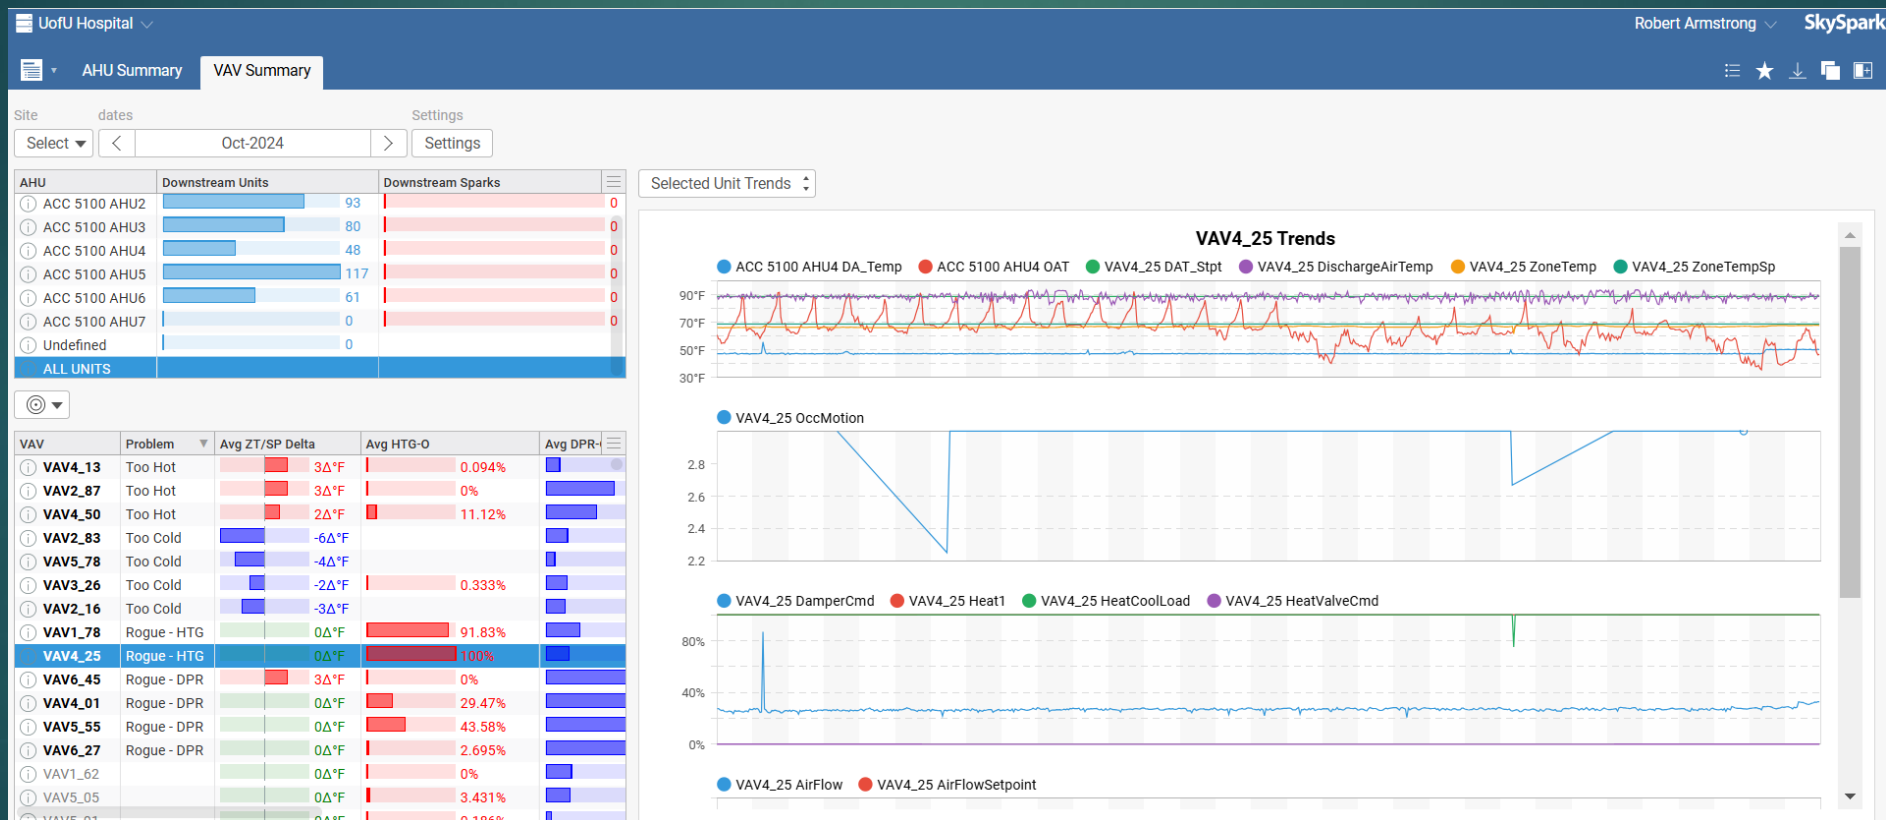 UofU Hospital
Robert Armstrong
SkySpark
AHU Summary
VAV Summary
Site dates Settings
Select Oct-2024 Settings
AHU Downstream Units Downstream Sparks
ACC 5100 AHU2 93 0
ACC 5100 AHU3 80 0
ACC 5100 AHU4 48 0
ACC 5100 AHU5 117 0
ACC 5100 AHU6 61 0
ACC 5100 AHU7 0 0
Undefined 0
ALL UNITS
VAV Problem Avg ZT/SP Delta Avg HTG-O Avg DPR-
VAV4_13 Too Hot 3Δ°F 0.094%
VAV2_87 Too Hot 3Δ°F 0%
VAV4_50 Too Hot 2Δ°F 11.12%
VAV2_83 Too Cold -6Δ°F
VAV5_78 Too Cold -4Δ°F
VAV3_26 Too Cold -2Δ°F 0.333%
VAV2_16 Too Cold -3Δ°F
VAV1_78 Rogue - HTG 0Δ°F 91.83%
VAV4_25 Rogue - HTG 0Δ°F 100%
VAV6_45 Rogue - DPR 3Δ°F 0%
VAV4_01 Rogue - DPR 0Δ°F 29.47%
VAV5_55 Rogue - DPR 0Δ°F 43.58%
VAV6_27 Rogue - DPR 0Δ°F 2.695%
VAV1_62 0Δ°F 0%
VAV5_05 0Δ°F 3.431%
Selected Unit Trends
VAV4_25 Trends
ACC 5100 AHU4 DA_Temp ACC 5100 AHU4 OAT VAV4_25 DAT_Stpt VAV4_25 DischargeAirTemp VAV4_25 ZoneTemp VAV4_25 ZoneTempSp
90°F
70°F
50°F
30°F
VAV4_25 OccMotion
2.8
2.6
2.4
2.2
VAV4_25 DamperCmd VAV4_25 Heat1 VAV4_25 HeatCoolLoad VAV4_25 HeatValveCmd
80%
40%
0%
VAV4_25 AirFlow VAV4_25 AirFlowSetpoint